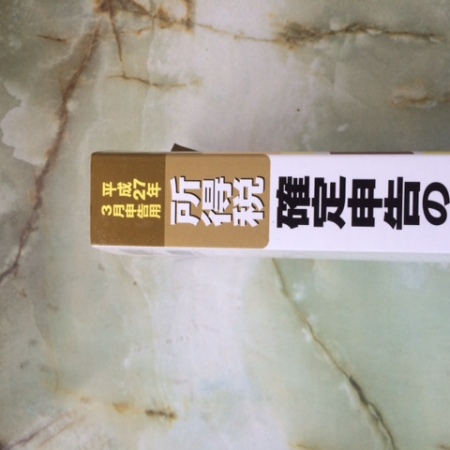 平成27年
3月申告用
所得税
確定申告の